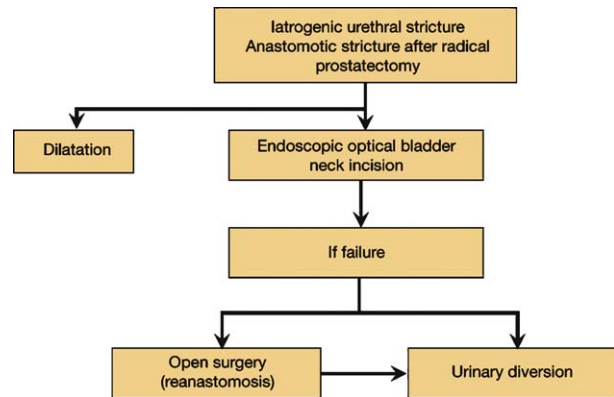 Iatrogenic urethral stricture
Anastomotic stricture after radical
prostatectomy
Dilatation
Endoscopic optical bladder
neck incision
If failure
Open surgery
(reanastomosis)
Urinary diversion